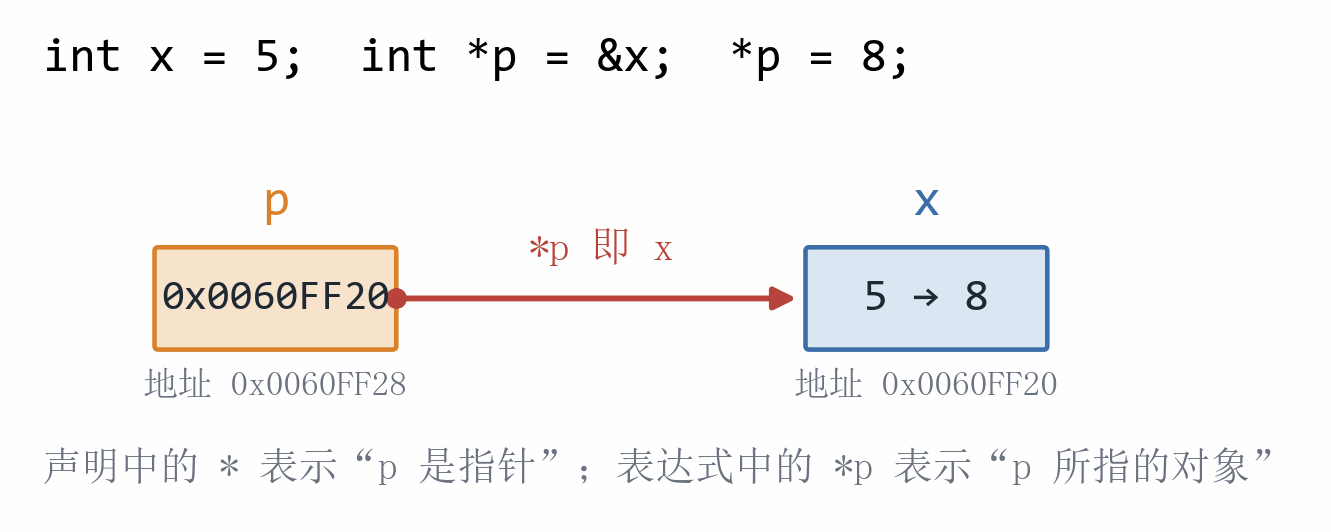 int x = 5;  int *p = &x;  *p = 8;
p
x
*p 即 x
0x0060FF20
5 → 8
地址 0x0060FF28
地址 0x0060FF20
声明中的 * 表示“p 是指针”；表达式中的 *p 表示“p 所指的对象”